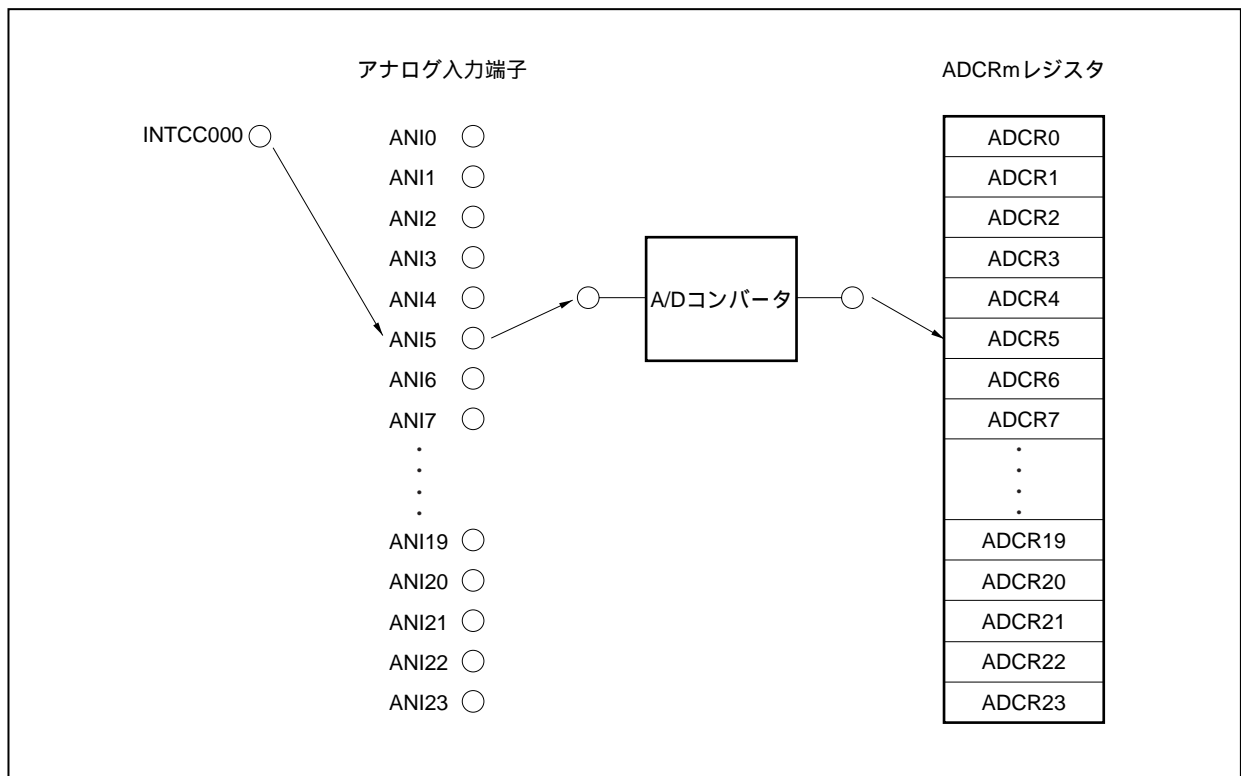 アナログ入力端子
ADCRmレジスタ
INTCC000
ANI0
ANI1
ANI2
ANI3
ANI4
ANI5
ANI6
ANI7
ANI19
ANI20
ANI21
ANI22
ANI23
A/Dコンバータ
ADCR0
ADCR1
ADCR2
ADCR3
ADCR4
ADCR5
ADCR6
ADCR7
ADCR19
ADCR20
ADCR21
ADCR22
ADCR23